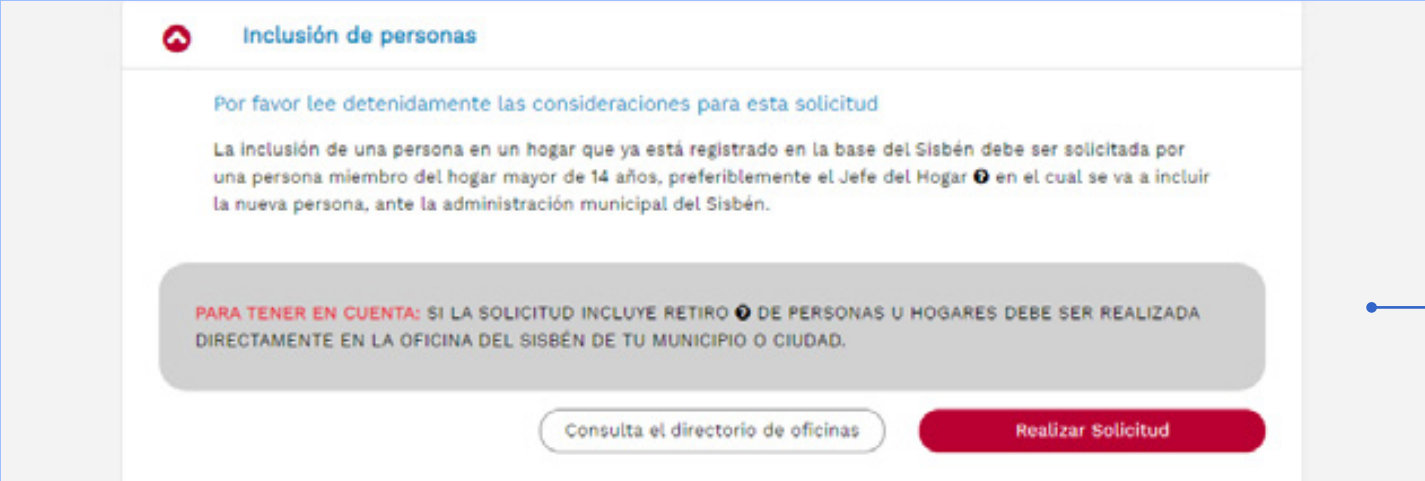 Inclusión de personas
Por favor lee detenidamente las consideraciones para esta solicitud
La inclusión de una persona en un hogar que ya está registrado en la base del Sisbén debe ser solicitada por
una persona miembro del hogar mayor de 14 años, preferiblemente el Jefe del Hogar ? en el cual se va a incluir
la nueva persona, ante la administración municipal del Sisbén.
PARA TENER EN CUENTA: SI LA SOLICITUD INCLUYE RETIRO ? DE PERSONAS U HOGARES DEBE SER REALIZADA
DIRECTAMENTE EN LA OFICINA DEL SISBÉN DE TU MUNICIPIO O CIUDAD.
Consulta el directorio de oficinas
Realizar Solicitud